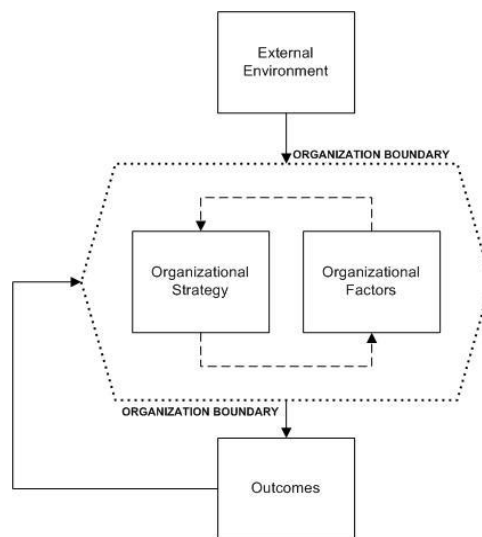 External
Environment
ORGANIZATION BOUNDARY
Organizational
Strategy
Organizational
Factors
ORGANIZATION BOUNDARY
Outcomes